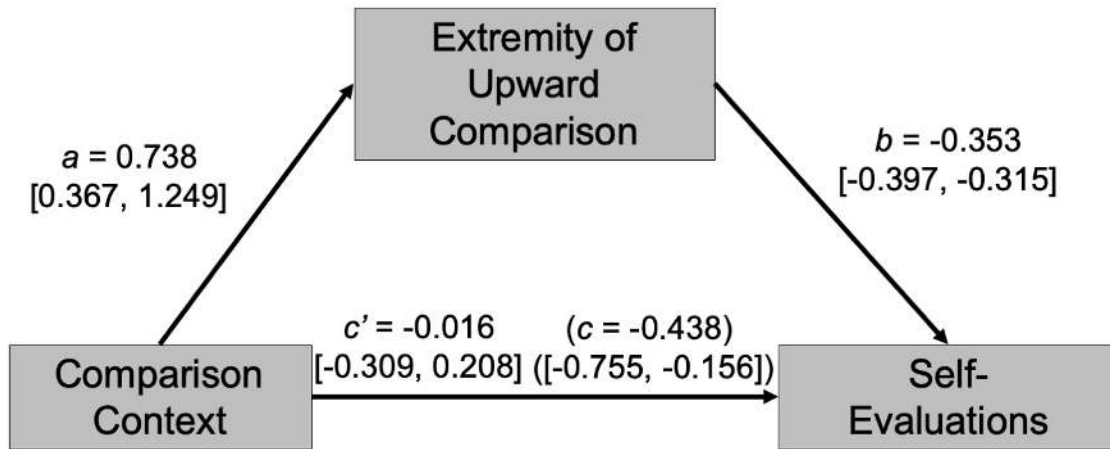 Extremity of
Upward
Comparison
a = 0.738
[0.367, 1.249]
b = -0.353
[-0.397, -0.315]
c’ = -0.016 (c = -0.438)
[-0.309, 0.208] ([-0.755, -0.156])
Comparison
Context
Self-
Evaluations